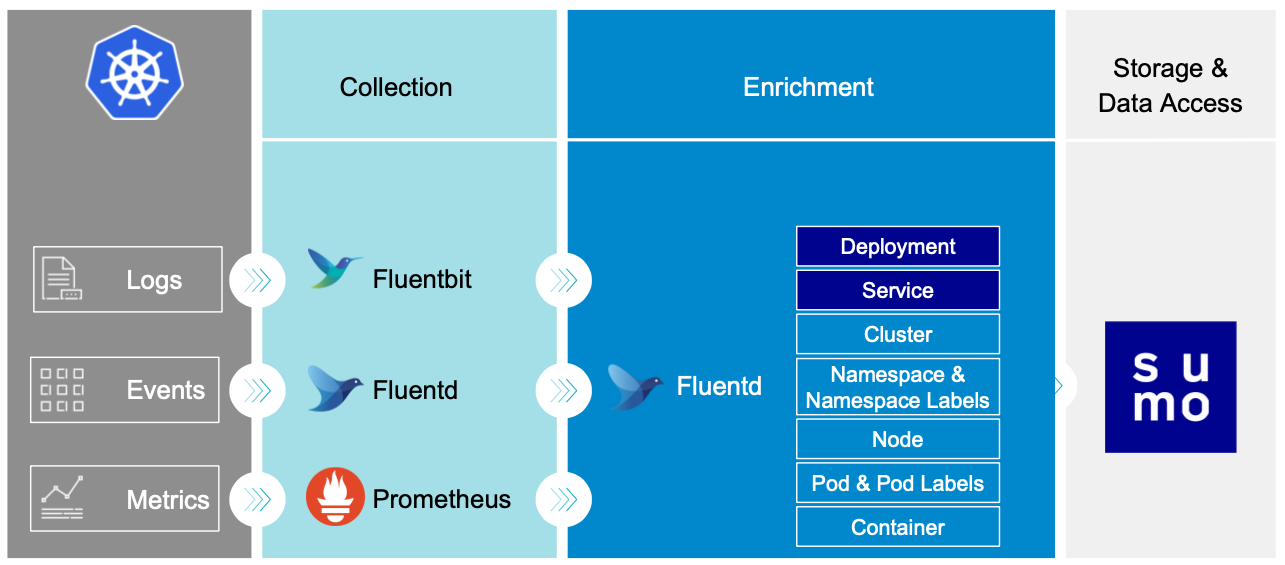 Collection
Enrichment
Storage &
Data Access
Logs
Fluentbit
Events
Fluentd
Metrics
Prometheus
Fluentd
Deployment
Service
Cluster
Namespace &
Namespace Labels
Node
Pod & Pod Labels
Container
su
mo